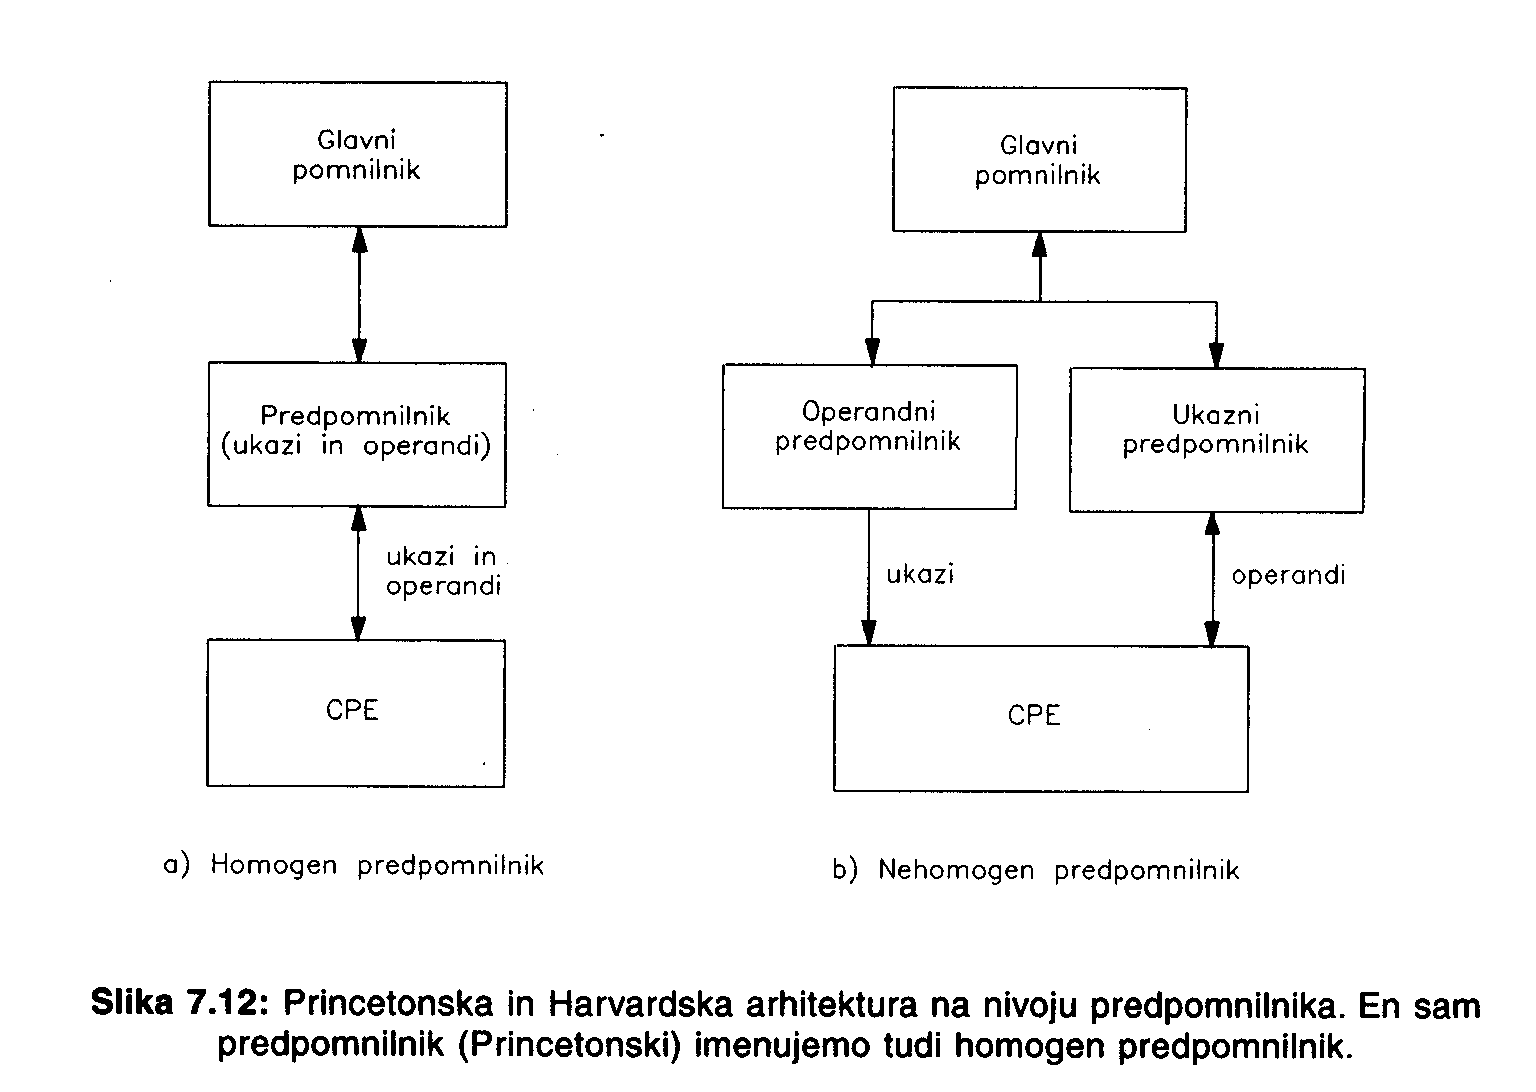 Glavni
pomnilnik
Predpomnilnik
(ukazi in operandi)
ukazi in
operandi
CPE
a) Homogen predpomnilnik
Glavni
pomnilnik
Operandni
predpomnilnik
Ukazni
predpomnilnik
ukazi
operandi
CPE
b) Nehomogen predpomnilnik
Slika 7.12: Princetonska in Harvardska arhitektura na nivoju predpomnilnika. En sam
predpomnilnik (Princetonski) imenujemo tudi homogen predpomnilnik.